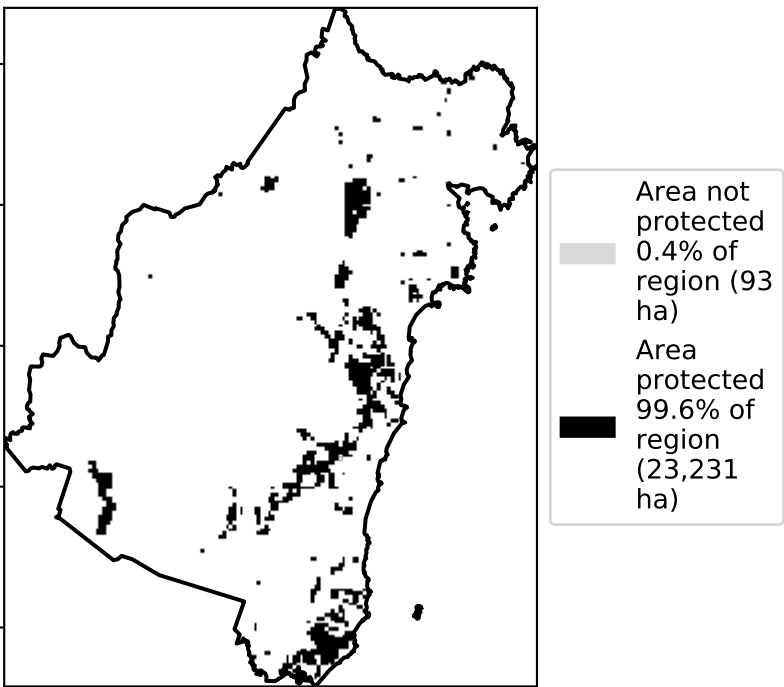 Area not
protected
0.4% of
region (93
ha)
Area
protected
99.6% of
region
(23,231
ha)